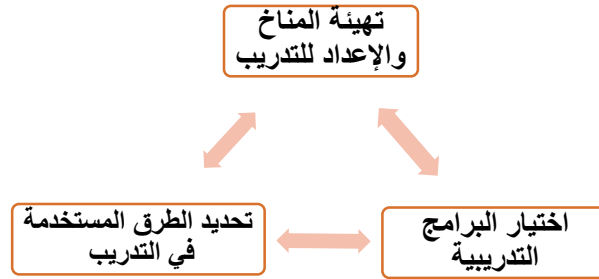 تهيئة المناخ
والإعداد للتدريب
اختيار البرامج
التدريبية
تحديد الطرق المستخدمة
في التدريب